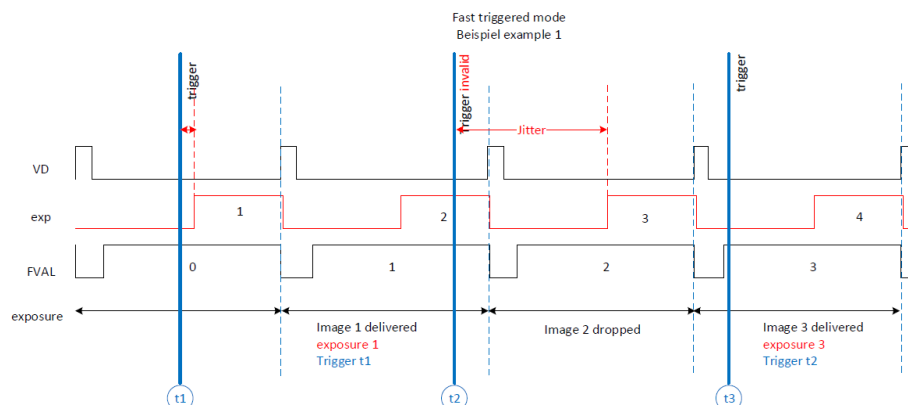 Fast triggered mode
Beispiel example 1
trigger
Trigger invalid
trigger
Jitter
VD
exp
1
2
3
4
FVAL
0
1
2
3
exposure
Image 1 delivered
exposure 1
Trigger t1
Image 2 dropped
Image 3 delivered
exposure 3
Trigger t2
t1
t2
t3